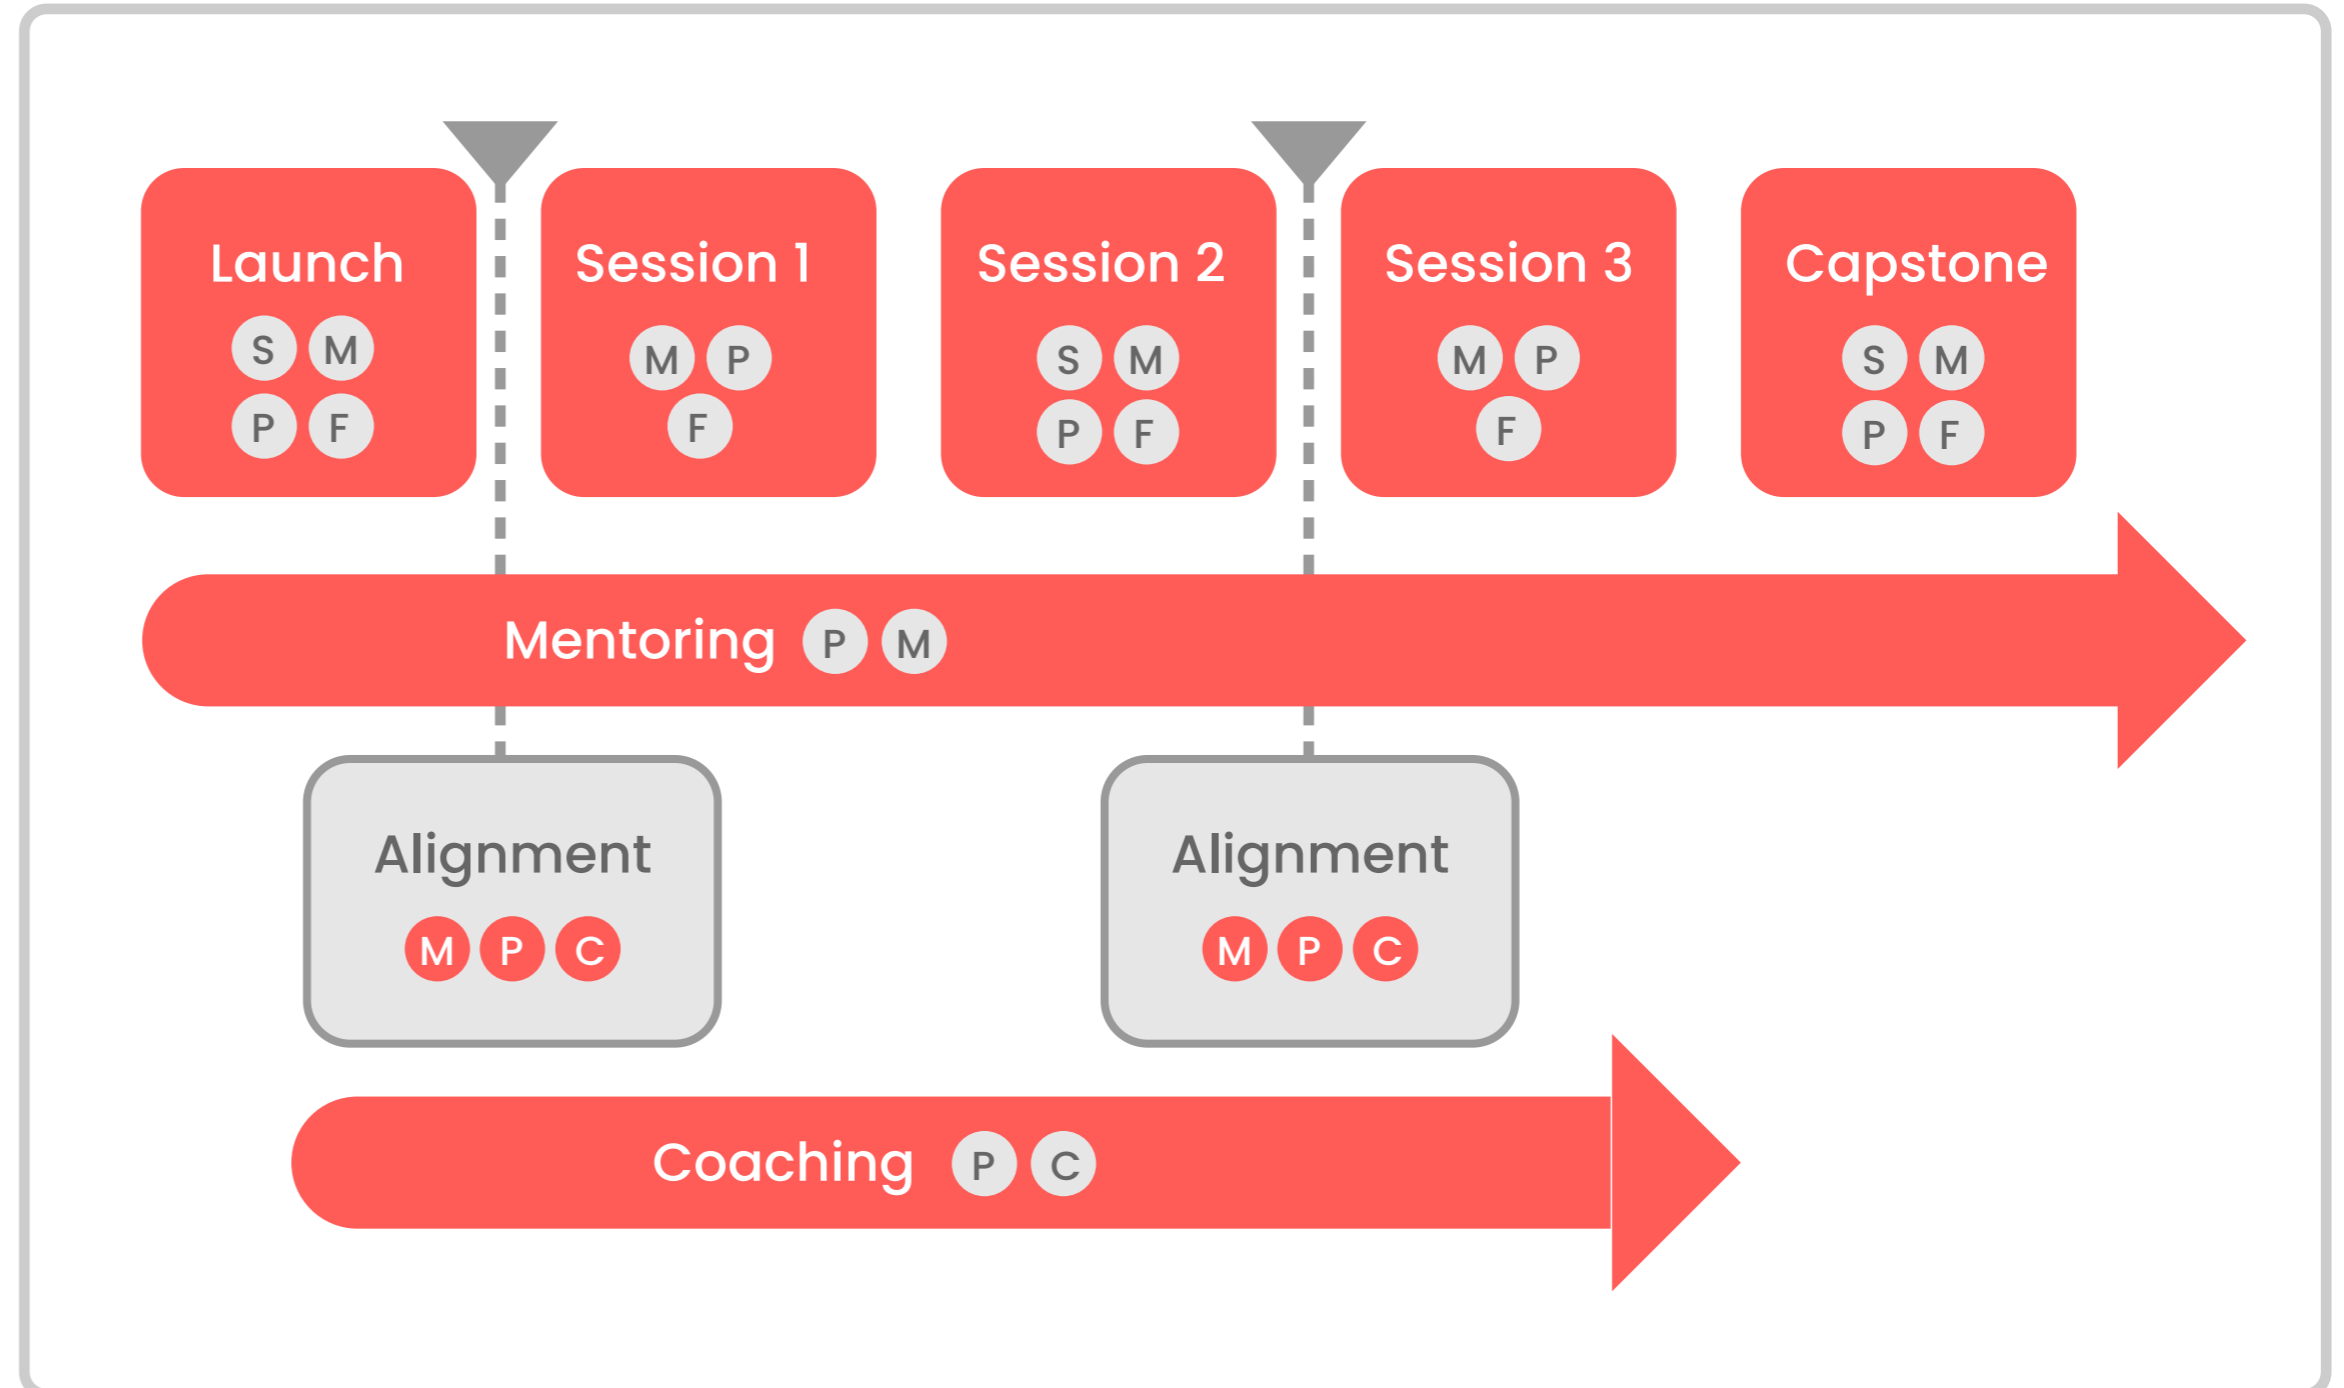 Launch
S M
P F
Session 1
M P
F
Session 2
S M
P F
Session 3
M P
F
Capstone
S M
P F
Mentoring P M
Alignment
M P C
Alignment
M P C
Coaching P C